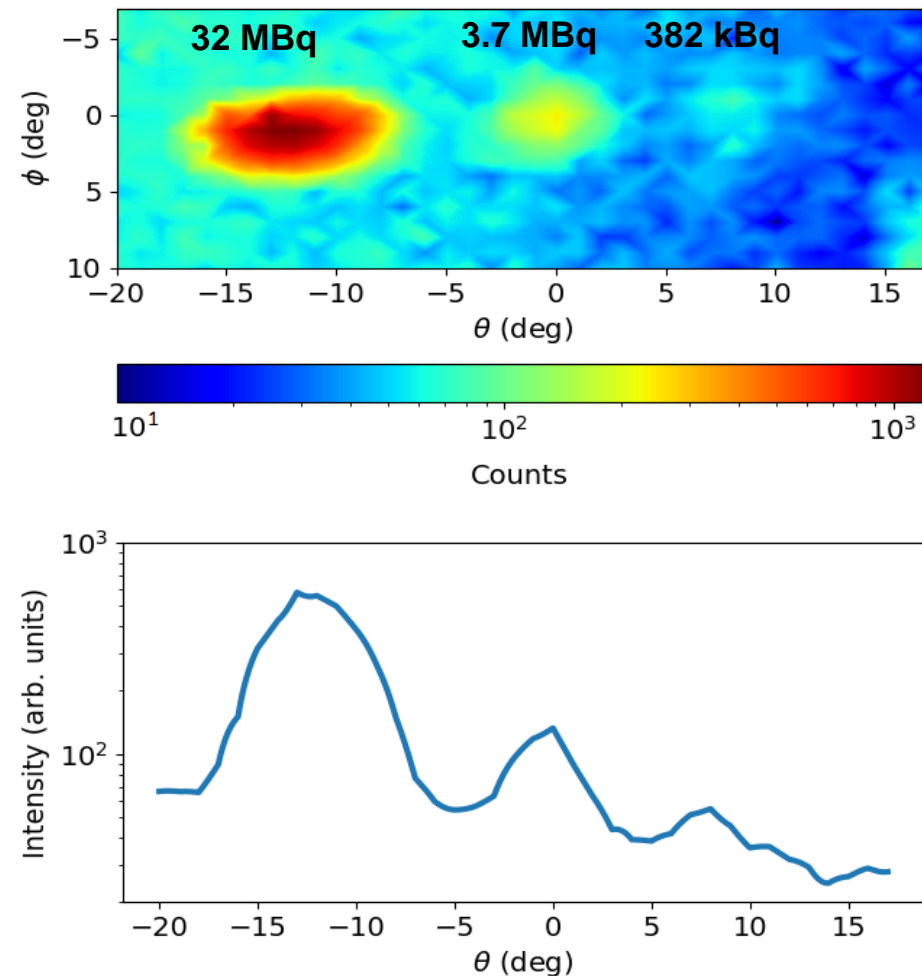 32 MBq 3.7 MBq 382 kBq
−5
0
5
10
ϕ (deg)
−20 −15 −10 −5 0 5 10 15
θ (deg)
10¹ 10² 10³
Counts
10³
10²
Intensity (arb. units)
−20 −15 −10 −5 0 5 10 15
θ (deg)